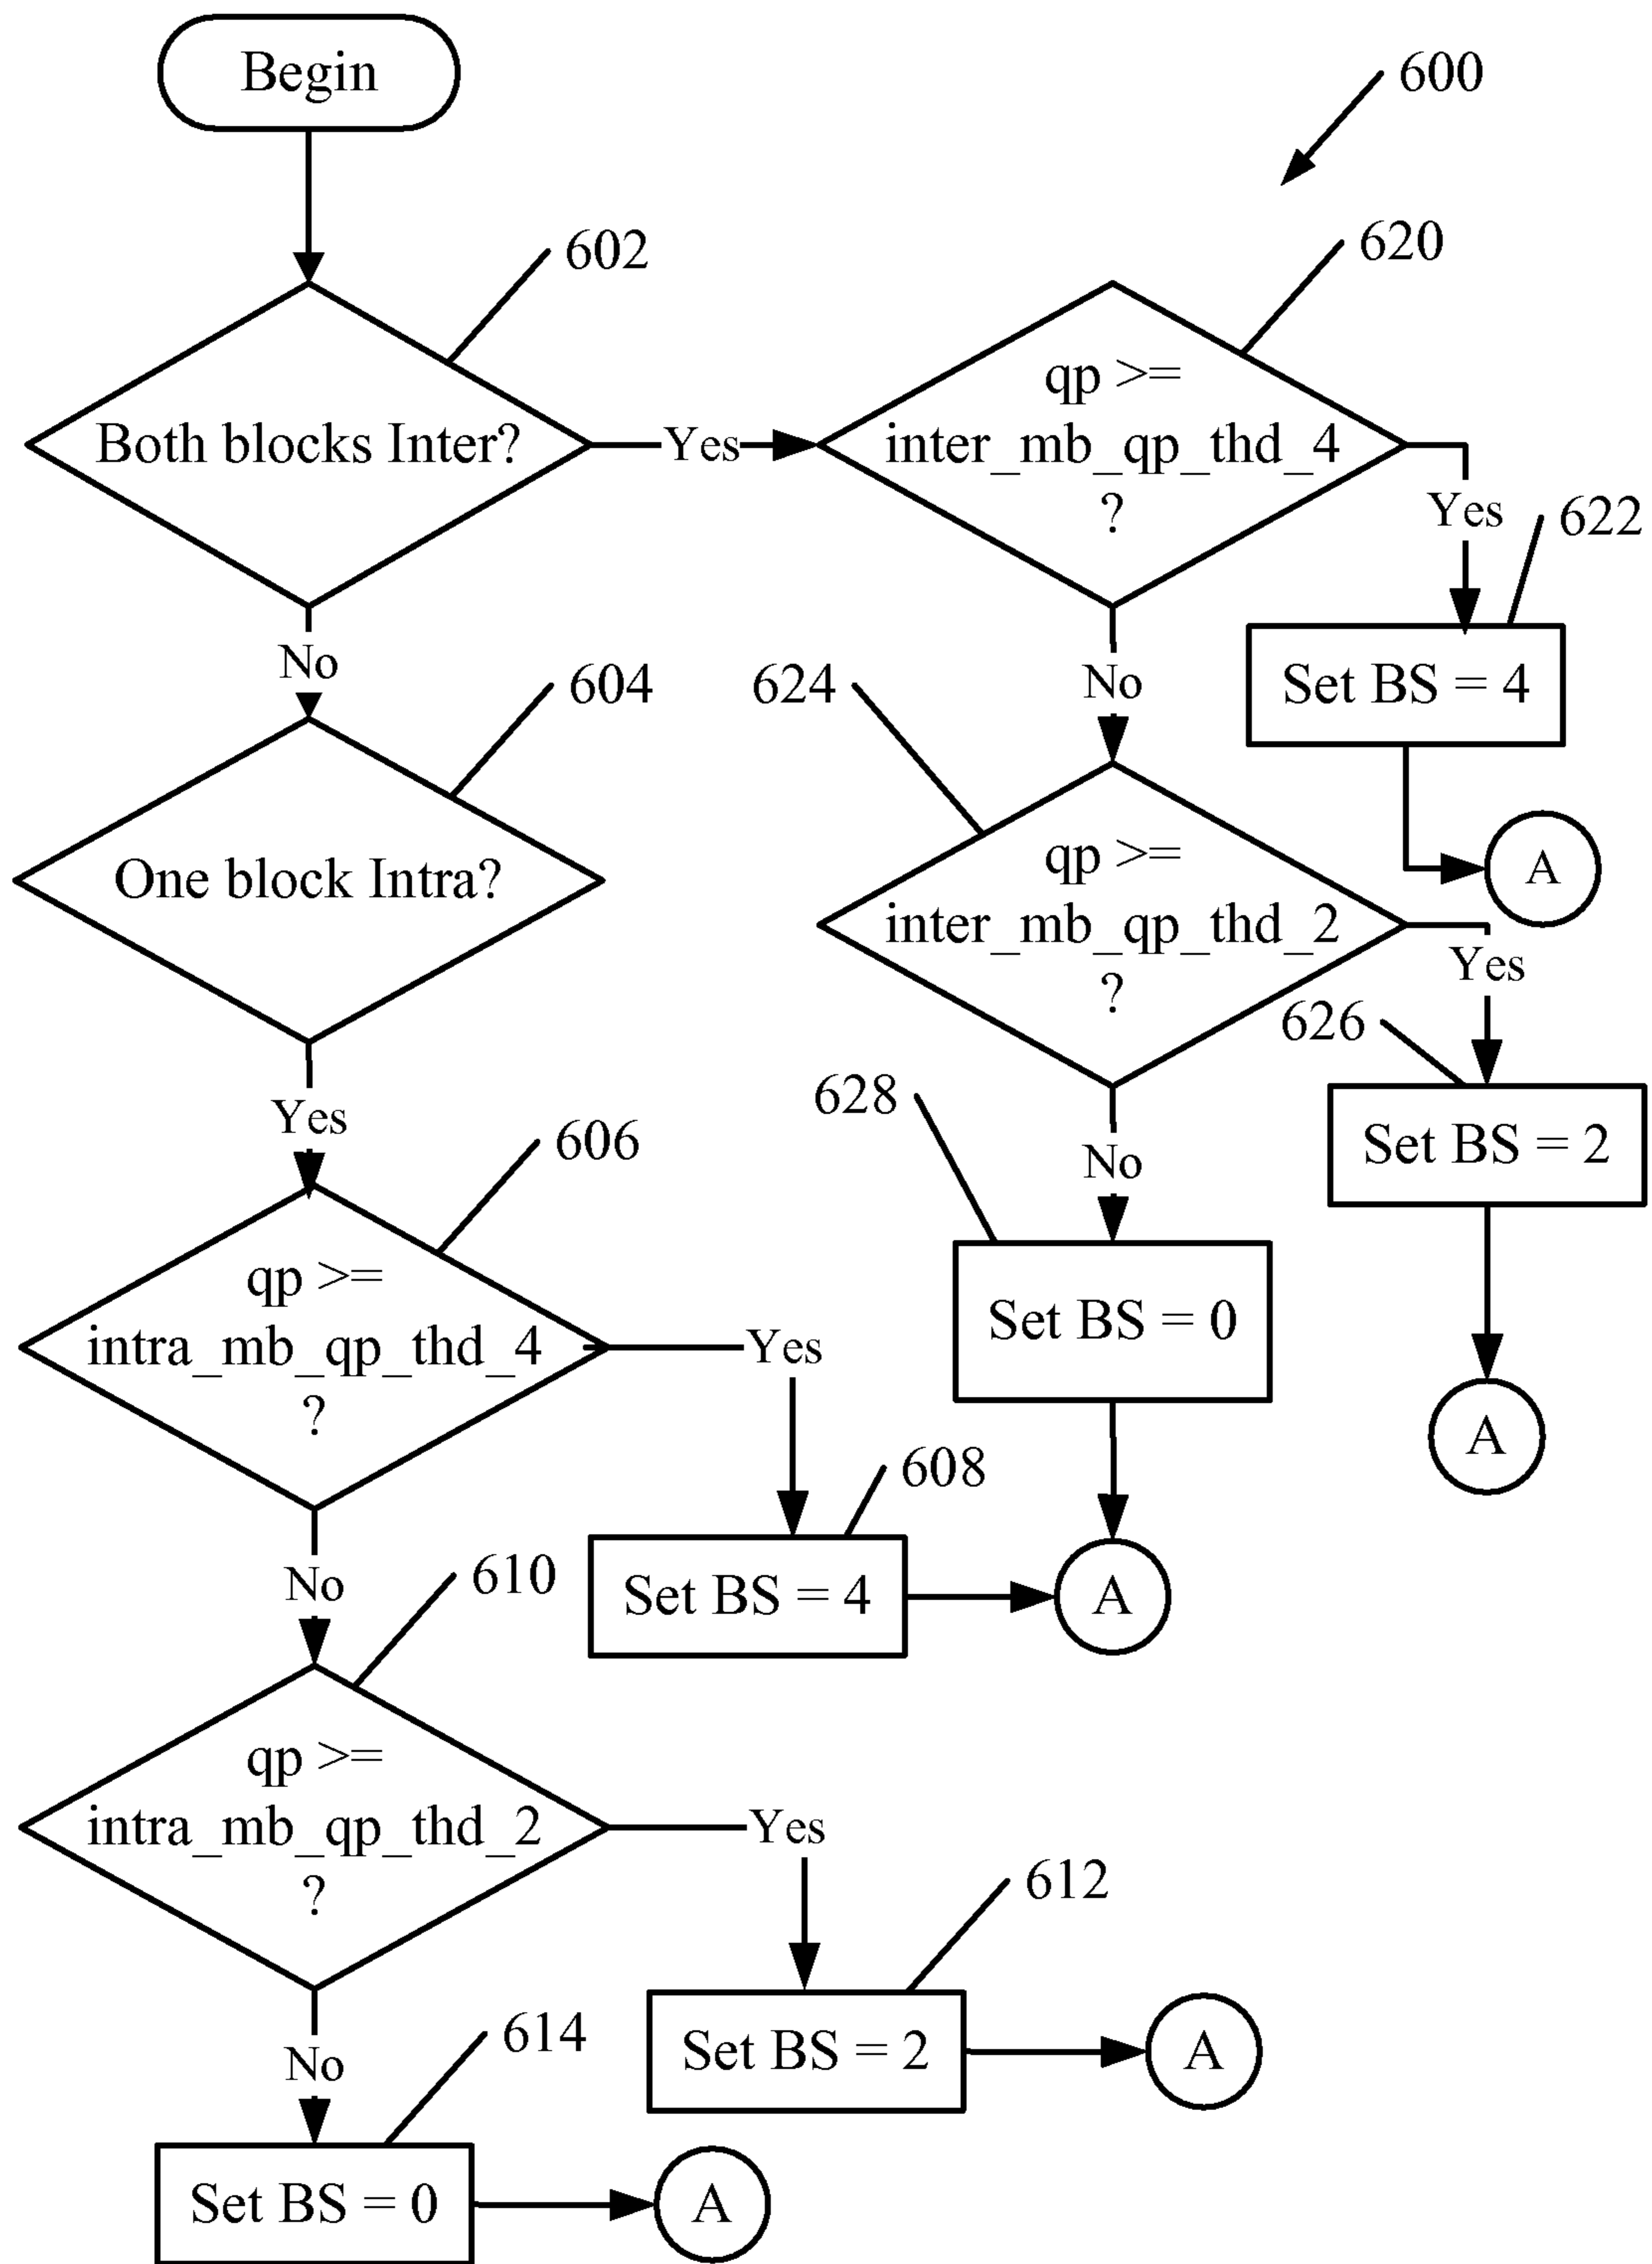 Begin
600
602
620
Both blocks Inter?
Yes
qp >=
inter_mb_qp_thd_4
?
Yes
622
No
604
624
No
Set BS = 4
One block Intra?
qp >=
inter_mb_qp_thd_2
?
A
Yes
626
Yes
606
628
No
Set BS = 2
qp >=
intra_mb_qp_thd_4
?
Yes
Set BS = 0
A
608
No
610
Set BS = 4
A
qp >=
intra_mb_qp_thd_2
?
Yes
612
No
614
Set BS = 2
A
Set BS = 0
A